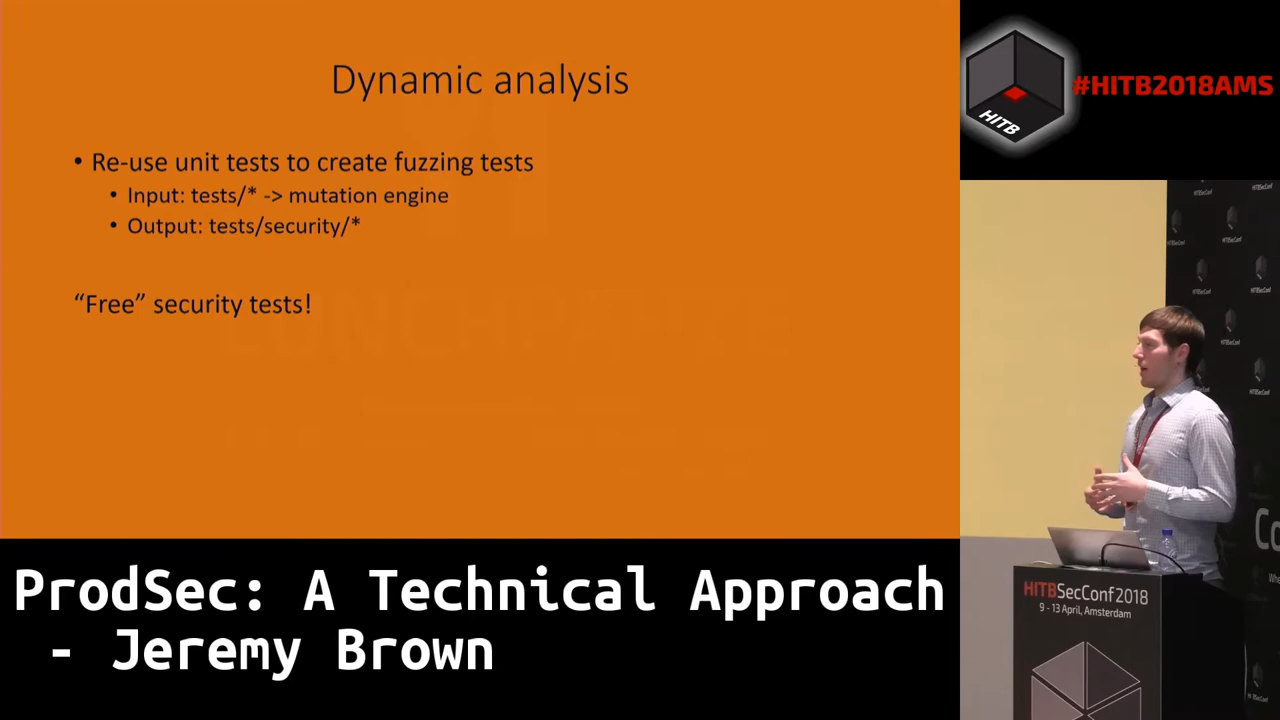 Dynamic analysis
• Re-use unit tests to create fuzzing tests
• Input: tests/* -> mutation engine
• Output: tests/security/*
“Free” security tests!
ProdSec: A Technical Approach
- Jeremy Brown
HITB
#HITB2018AMS
HITBSecConf2018
9 - 13 April, Amsterdam